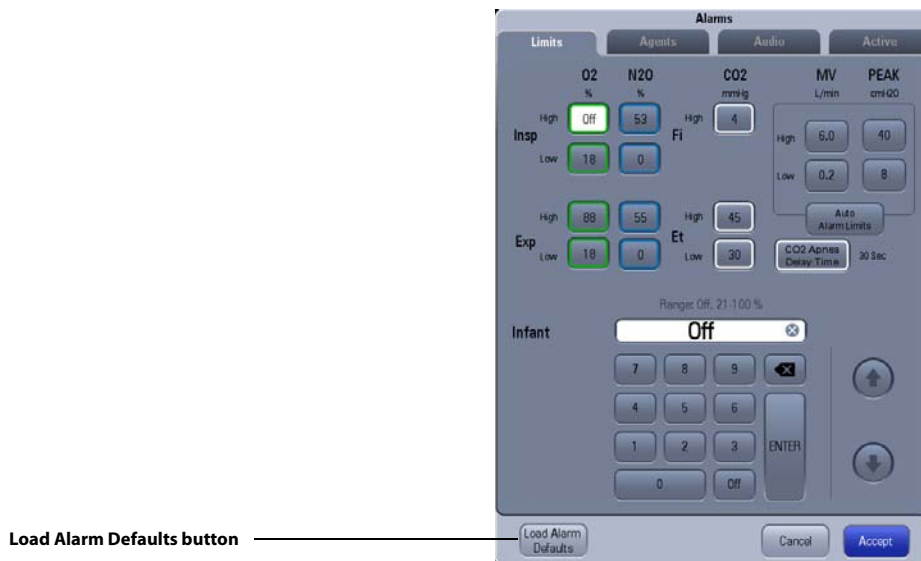 Alarms
Limits Agents Audio Active
O2 N2O CO2 MV PEAK
% % mmHg L/min cmH2O
High Off 53 High 4
Insp Fi
High 6.0 40
Low 18 0
Low 0.2 8
High 88 55 High 45
Auto
Alarm Limits
Exp Et
Low 18 0 Low 30
CO2 Apnea
Delay Time 30 Sec
Range: Off, 21-100 %
Infant Off
7 8 9
4 5 6
1 2 3 ENTER
0 Off
Load Alarm Defaults button
Load Alarm
Defaults
Cancel Accept